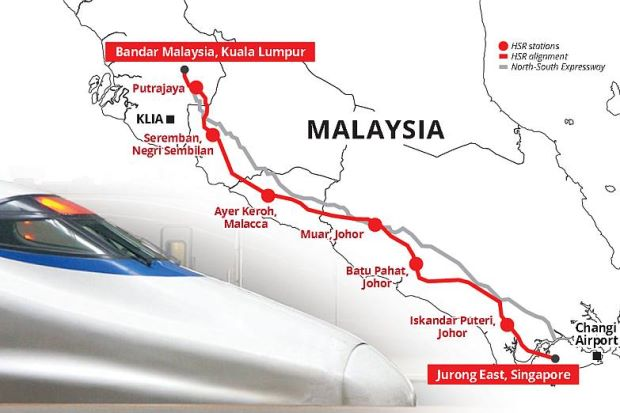 Bandar Malaysia, Kuala Lumpur
HSR stations
HSR alignment
North-South Expressway
Putrajaya
KLIA
MALAYSIA
Seremban,
Negri Sembilan
Ayer Keroh,
Malacca
Muar, Johor
Batu Pahat,
Johor
Iskandar Puteri,
Johor
Changi
Airport
Jurong East, Singapore